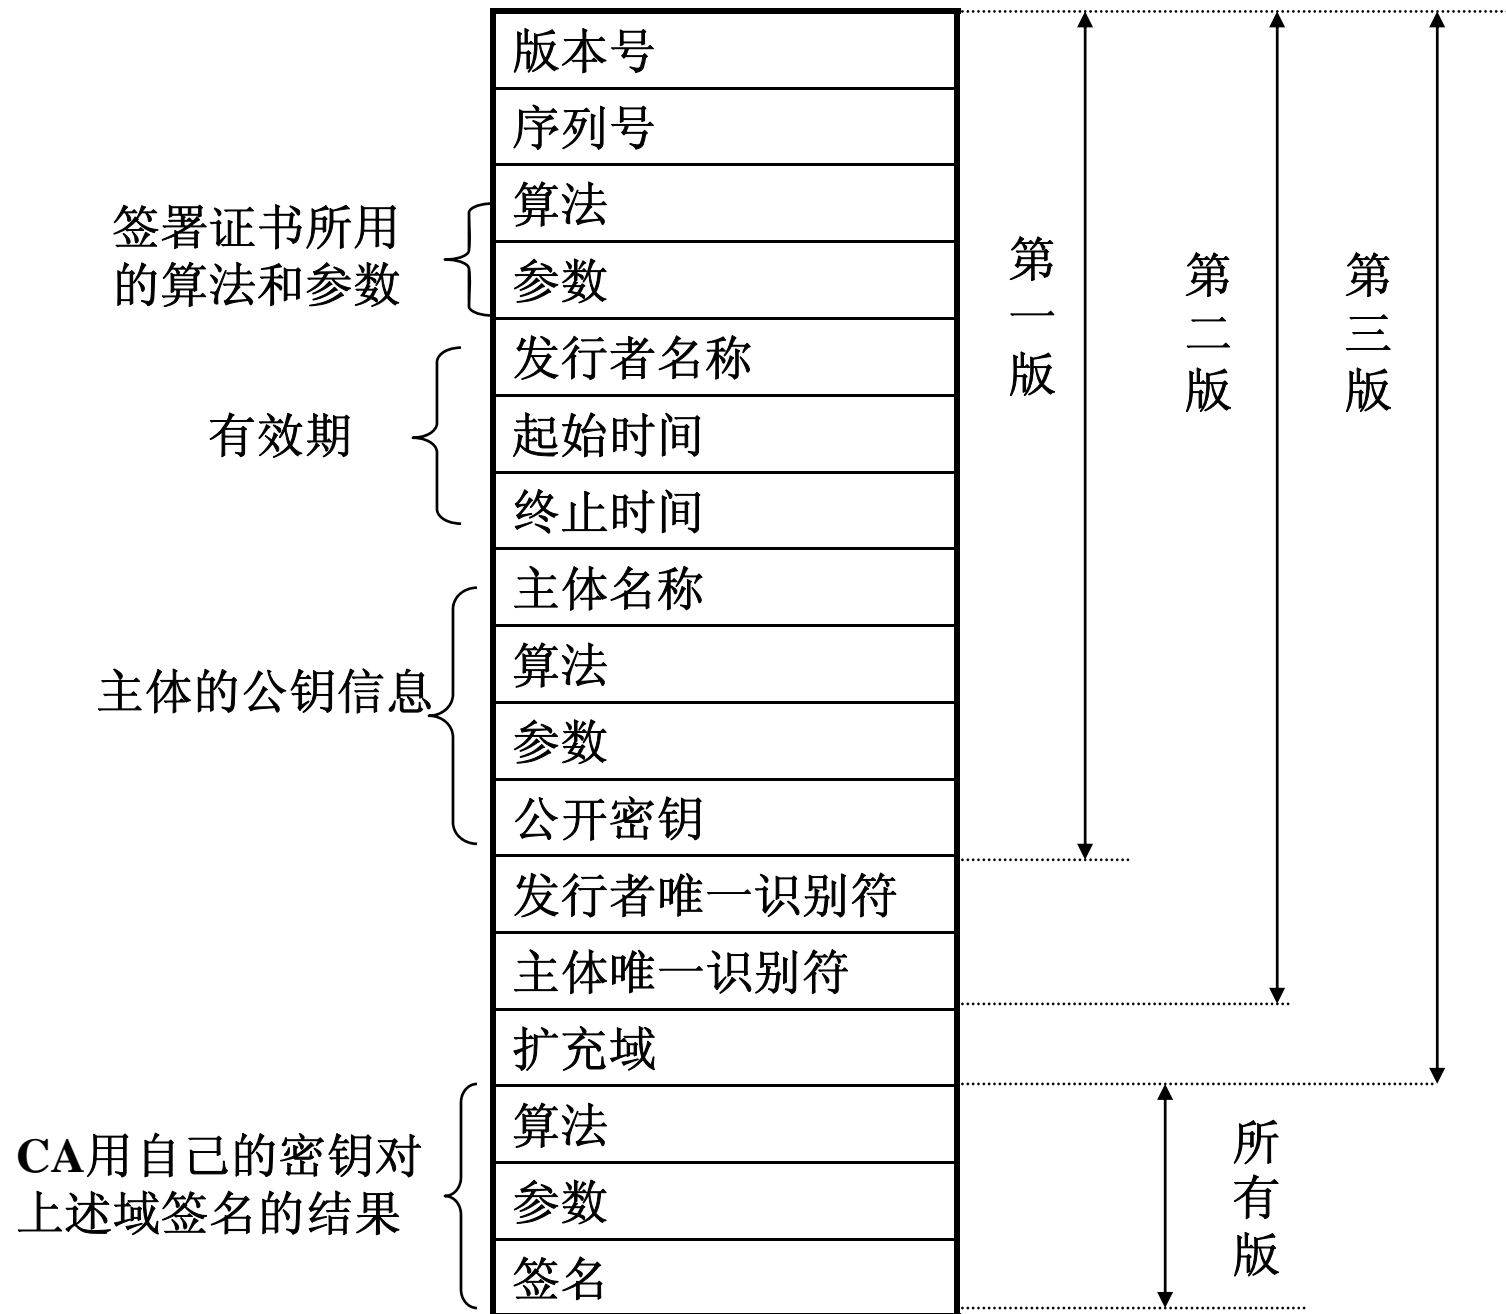 版本号
序列号
算法
参数
发行者名称
起始时间
终止时间
主体名称
算法
参数
公开密钥
发行者唯一识别符
主体唯一识别符
扩充域
算法
参数
签名
签署证书所用
的算法和参数
有效期
主体的公钥信息
CA用自己的密钥对
上述域签名的结果
第一版
第二版
第三版
所有版